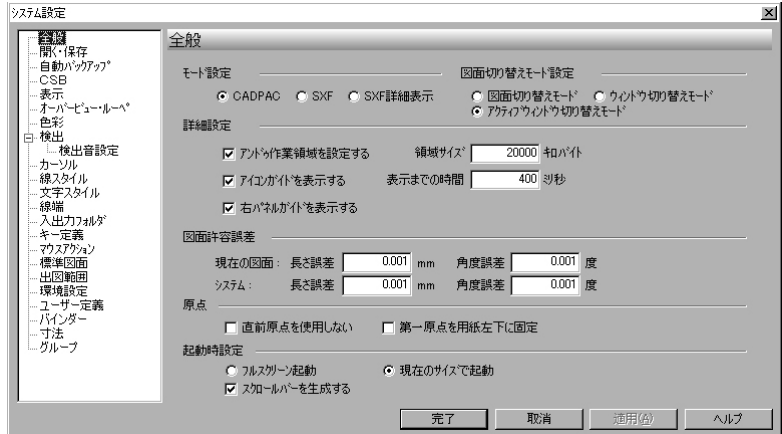 システム設定
全般
開く・保存
自動バックアップ
CSB
表示
オーバービュー・ルーペ
色彩
検出
検出音設定
カーソル
線スタイル
文字スタイル
線端
入出力フォルダ
キー定義
マウスアクション
標準図面
出図範囲
環境設定
ユーザー定義
バインダー
寸法
グループ
全般
モード設定 図面切り替えモード設定
CADPAC SXF SXF詳細表示 図面切り替えモード ウィンドウ切り替えモード
アクティブウィンドウ切り替えモード
詳細設定
アンドゥ作業領域を設定する 領域サイズ 20000 キロバイト
アイコンガイドを表示する 表示までの時間 400 ミリ秒
右パネルガイドを表示する
図面許容誤差
現在の図面: 長さ誤差 0.001 mm 角度誤差 0.001 度
システム: 長さ誤差 0.001 mm 角度誤差 0.001 度
原点
直前原点を使用しない 第一原点を用紙左下に固定
起動時設定
フルスクリーン起動 現在のサイズで起動
スクロールバーを生成する
完了 取消 適用(A) ヘルプ